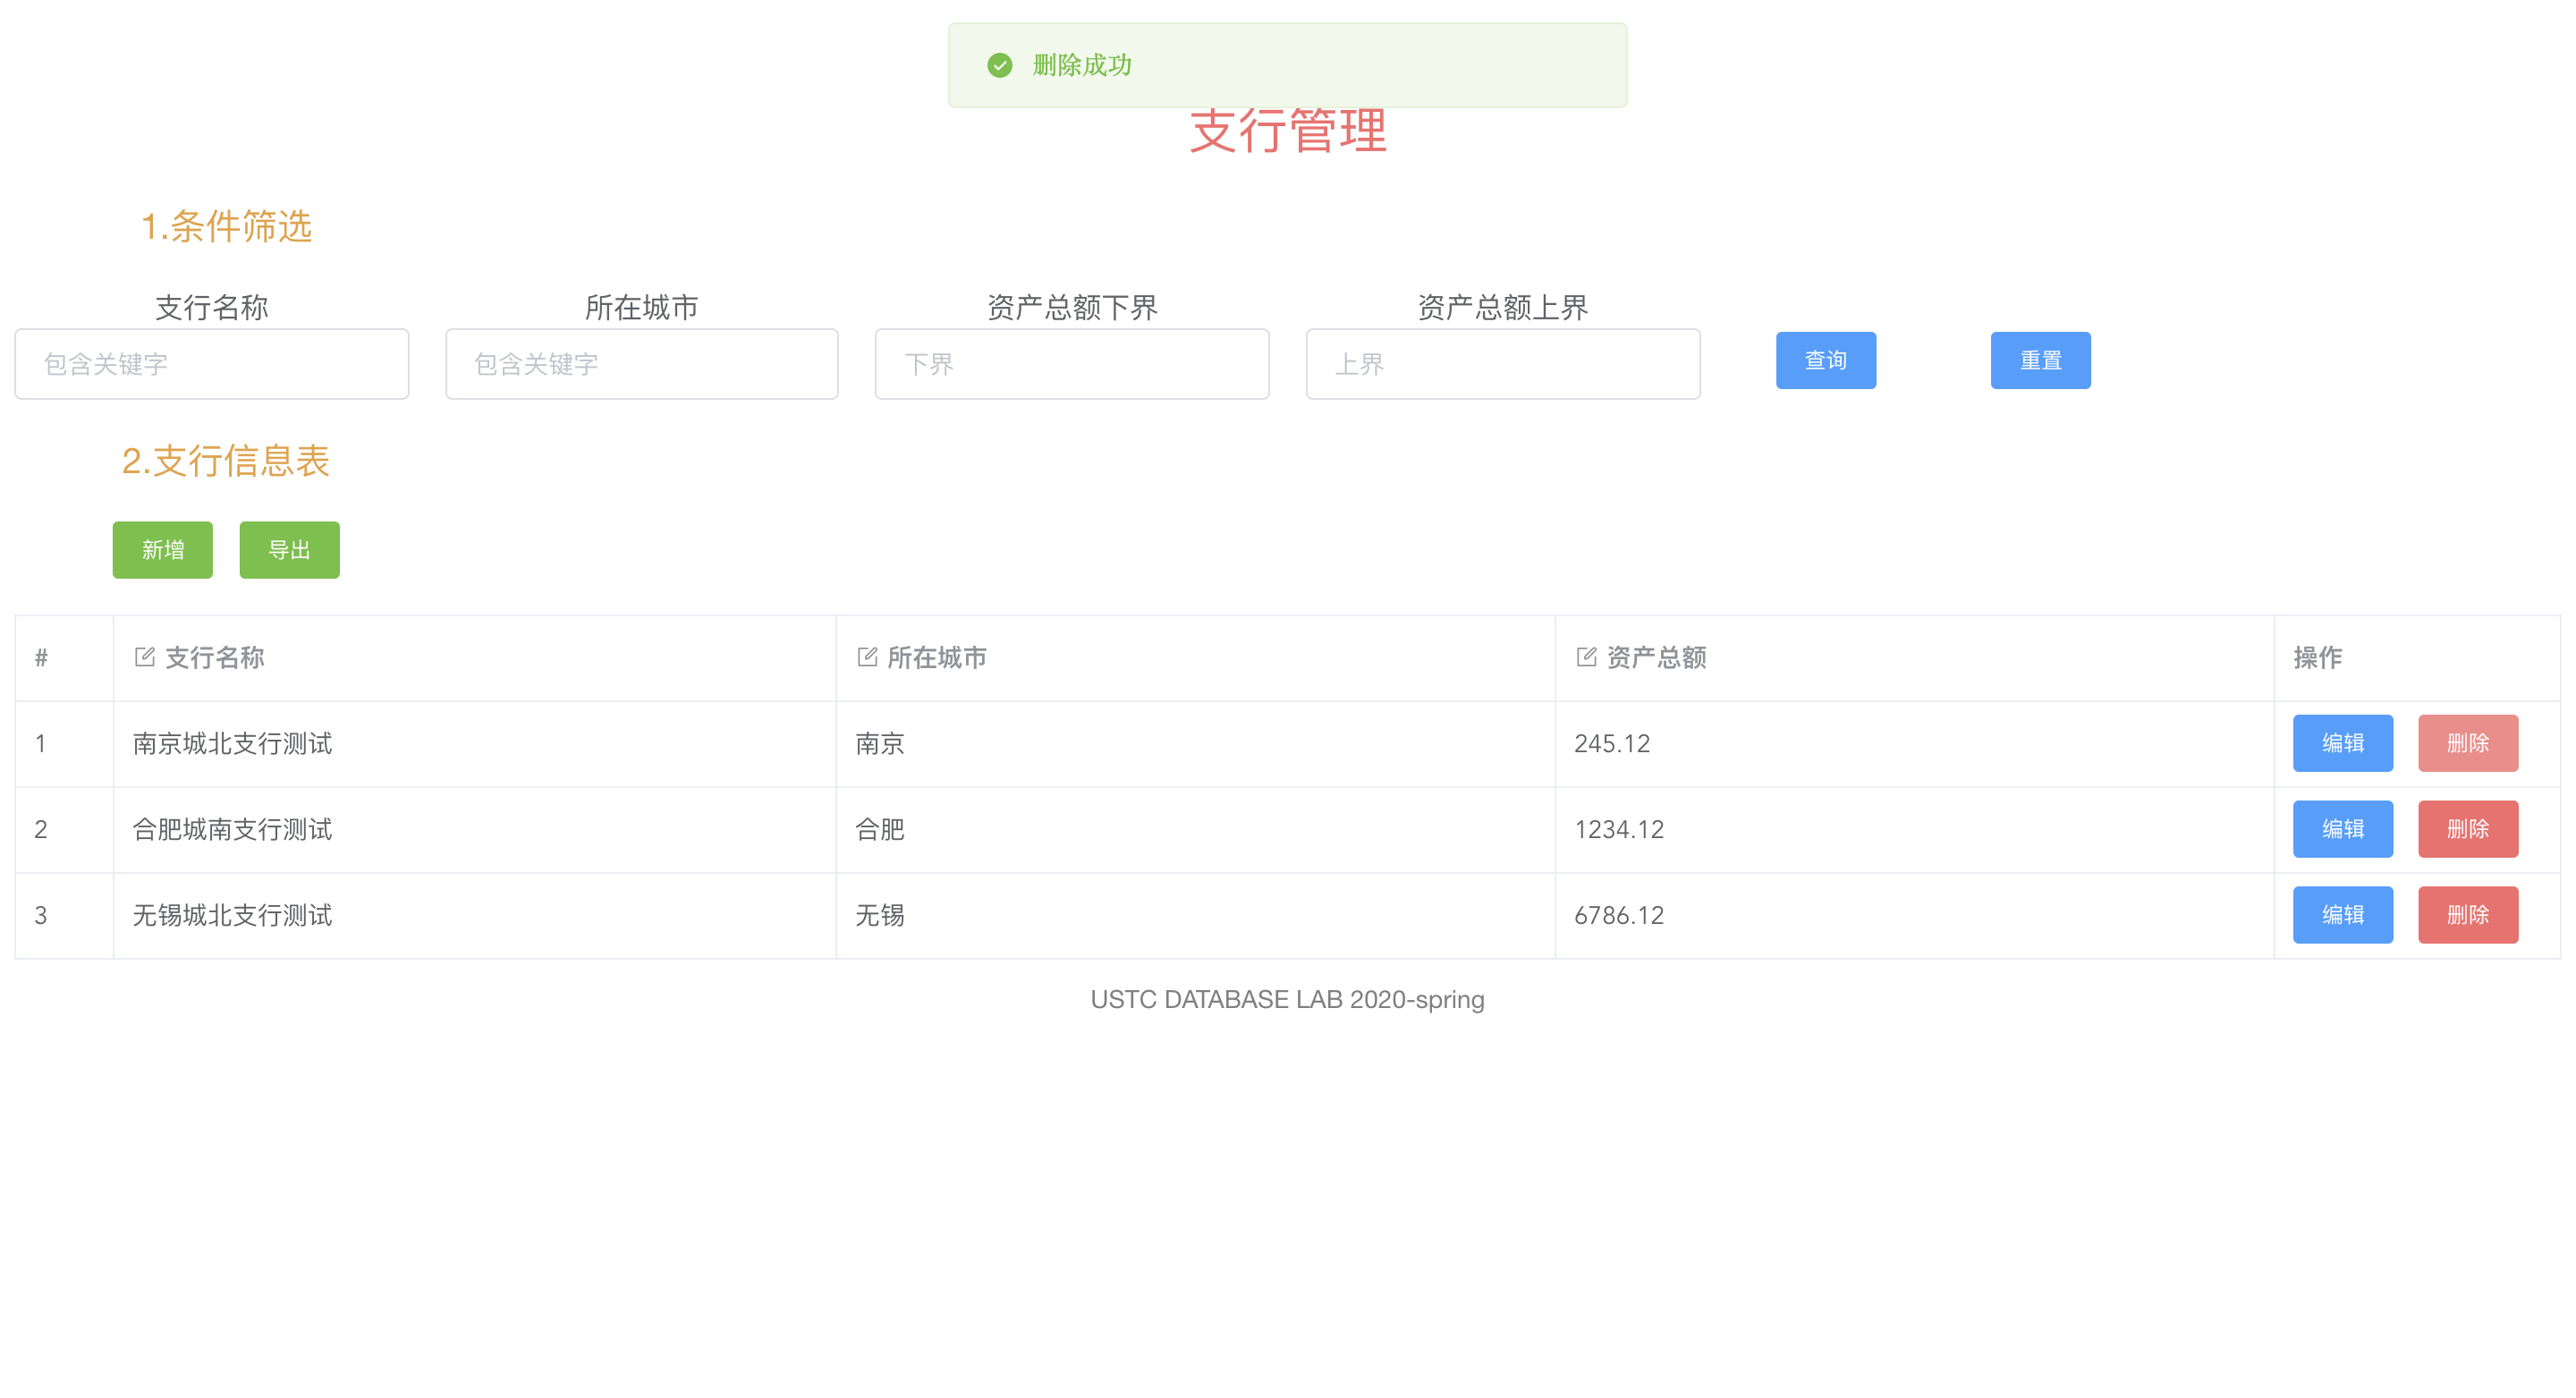 删除成功
支行管理
1.条件筛选
支行名称 所在城市 资产总额下界 资产总额上界
包含关键字 包含关键字 下界 上界 查询 重置
2.支行信息表
新增 导出
# 支行名称 所在城市 资产总额 操作
1 南京城北支行测试 南京 245.12 编辑 删除
2 合肥城南支行测试 合肥 1234.12 编辑 删除
3 无锡城北支行测试 无锡 6786.12 编辑 删除
USTC DATABASE LAB 2020-spring